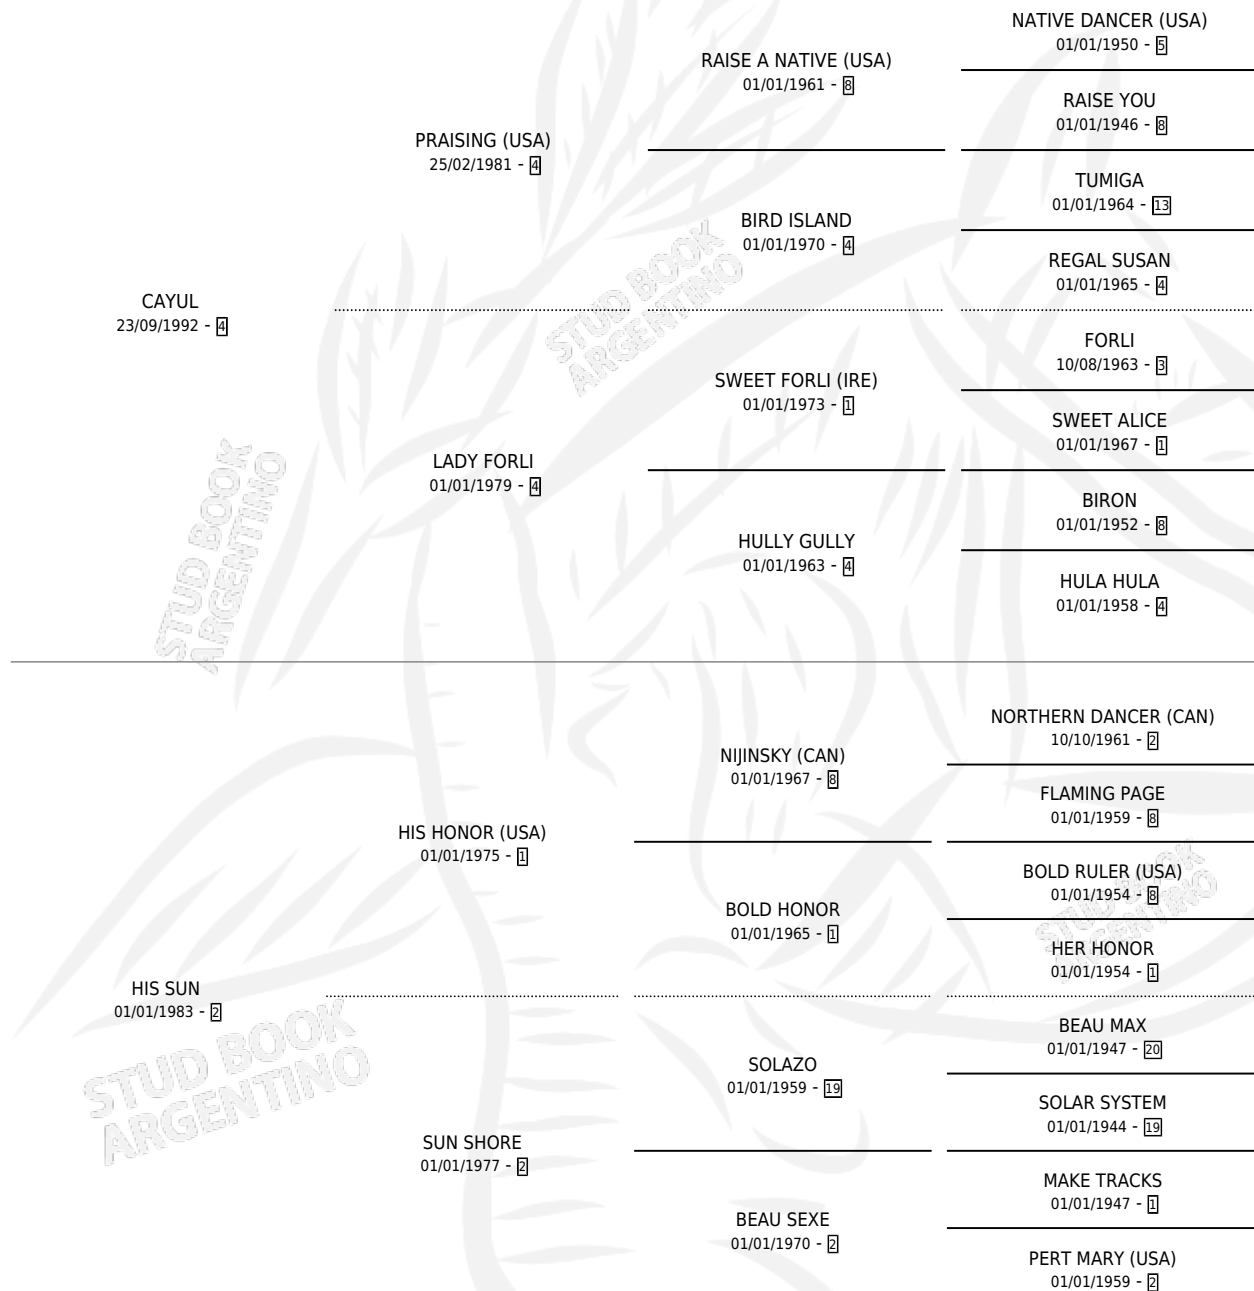 NATIVE DANCER (USA)
01/01/1950 - 5
RAISE A NATIVE (USA)
01/01/1961 - 8
RAISE YOU
01/01/1946 - 8
PRAISING (USA)
25/02/1981 - 4
TUMIGA
01/01/1964 - 13
BIRD ISLAND
01/01/1970 - 4
REGAL SUSAN
01/01/1965 - 4
CAYUL
23/09/1992 - 4
FORLI
10/08/1963 - 3
SWEET FORLI (IRE)
01/01/1973 - 1
SWEET ALICE
01/01/1967 - 1
LADY FORLI
01/01/1979 - 4
BIRON
01/01/1952 - 8
HULLY GULLY
01/01/1963 - 4
HULA HULA
01/01/1958 - 4
NORTHERN DANCER (CAN)
10/10/1961 - 2
NIJINSKY (CAN)
01/01/1967 - 8
FLAMING PAGE
01/01/1959 - 8
HIS HONOR (USA)
01/01/1975 - 1
BOLD RULER (USA)
01/01/1954 - 8
BOLD HONOR
01/01/1965 - 1
HER HONOR
01/01/1954 - 1
HIS SUN
01/01/1983 - 2
BEAU MAX
01/01/1947 - 20
SOLAZO
01/01/1959 - 19
SOLAR SYSTEM
01/01/1944 - 19
SUN SHORE
01/01/1977 - 2
MAKE TRACKS
01/01/1947 - 1
BEAU SEXE
01/01/1970 - 2
PERT MARY (USA)
01/01/1959 - 2
STUD BOOK
ARGENTINO
STUD BOOK
ARGENTINO
STUD BOOK
ARGENTINO
STUD BOOK
ARGENTINO